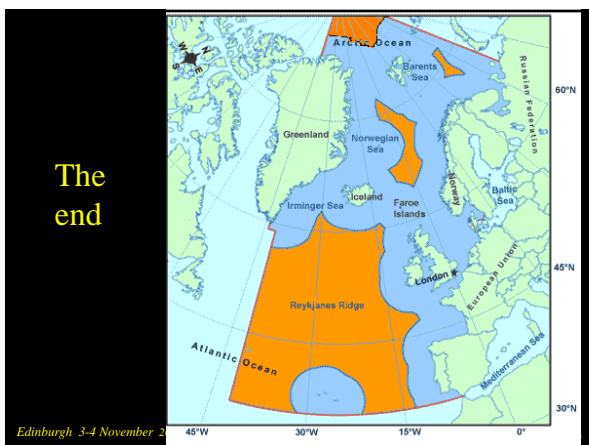 The
end
Edinburgh 3-4 November 2
Arctic Ocean
N
W
E
S
Barents
Sea
Russian Federation
60°N
Greenland
Norwegian
Sea
Norway
Iceland
Baltic
Sea
Irminger Sea
Faroe
Islands
London
European Union
45°N
Reykjanes Ridge
Mediterranean Sea
Atlantic Ocean
30°N
45°W
30°W
15°W
0°